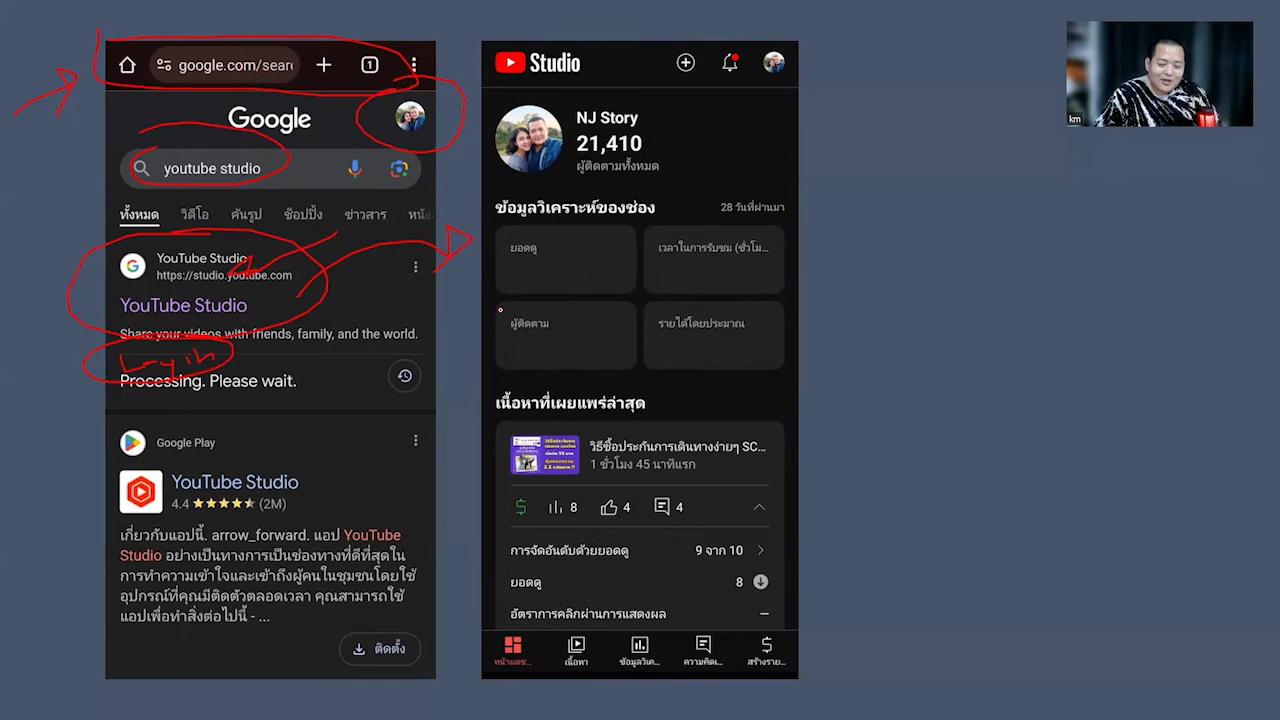 google.com/sear
1
Google
youtube studio
ทั้งหมด วิดีโอ ค้นรูป ช็อปปิ้ง ข่าวสาร หนัง
YouTube Studio
https://studio.youtube.com
YouTube Studio
Share your videos with friends, family, and the world.
Login
Processing. Please wait.
Google Play
YouTube Studio
4.4 ★★★★★ (2M)
เกี่ยวกับแอปนี้. arrow_forward. แอป YouTube
Studio อย่างเป็นทางการเป็นช่องทางที่ดีที่สุดใน
การทำความเข้าใจและเข้าถึงผู้คนในชุมชนโดยใช้
อุปกรณ์ที่คุณมีติดตัวตลอดเวลา คุณสามารถใช้
แอปเพื่อทำสิ่งต่อไปนี้ - ...
ติดตั้ง
Studio
NJ Story
21,410
ผู้ติดตามทั้งหมด
ข้อมูลวิเคราะห์ของช่อง 28 วันที่ผ่านมา
ยอดดู เวลาในการรับชม (ชั่วโม...
ผู้ติดตาม รายได้โดยประมาณ
เนื้อหาที่เผยแพร่ล่าสุด
วิธีซื้อประกันการเดินทางง่ายๆ SC...
1 ชั่วโมง 45 นาทีแรก
$ 8 4 4
การจัดอันดับด้วยยอดดู 9 จาก 10
ยอดดู 8
อัตราการคลิกผ่านการแสดงผล –
หน้าแดช... เนื้อหา ข้อมูลวิเค... ความคิดเ... สร้างราย...
km